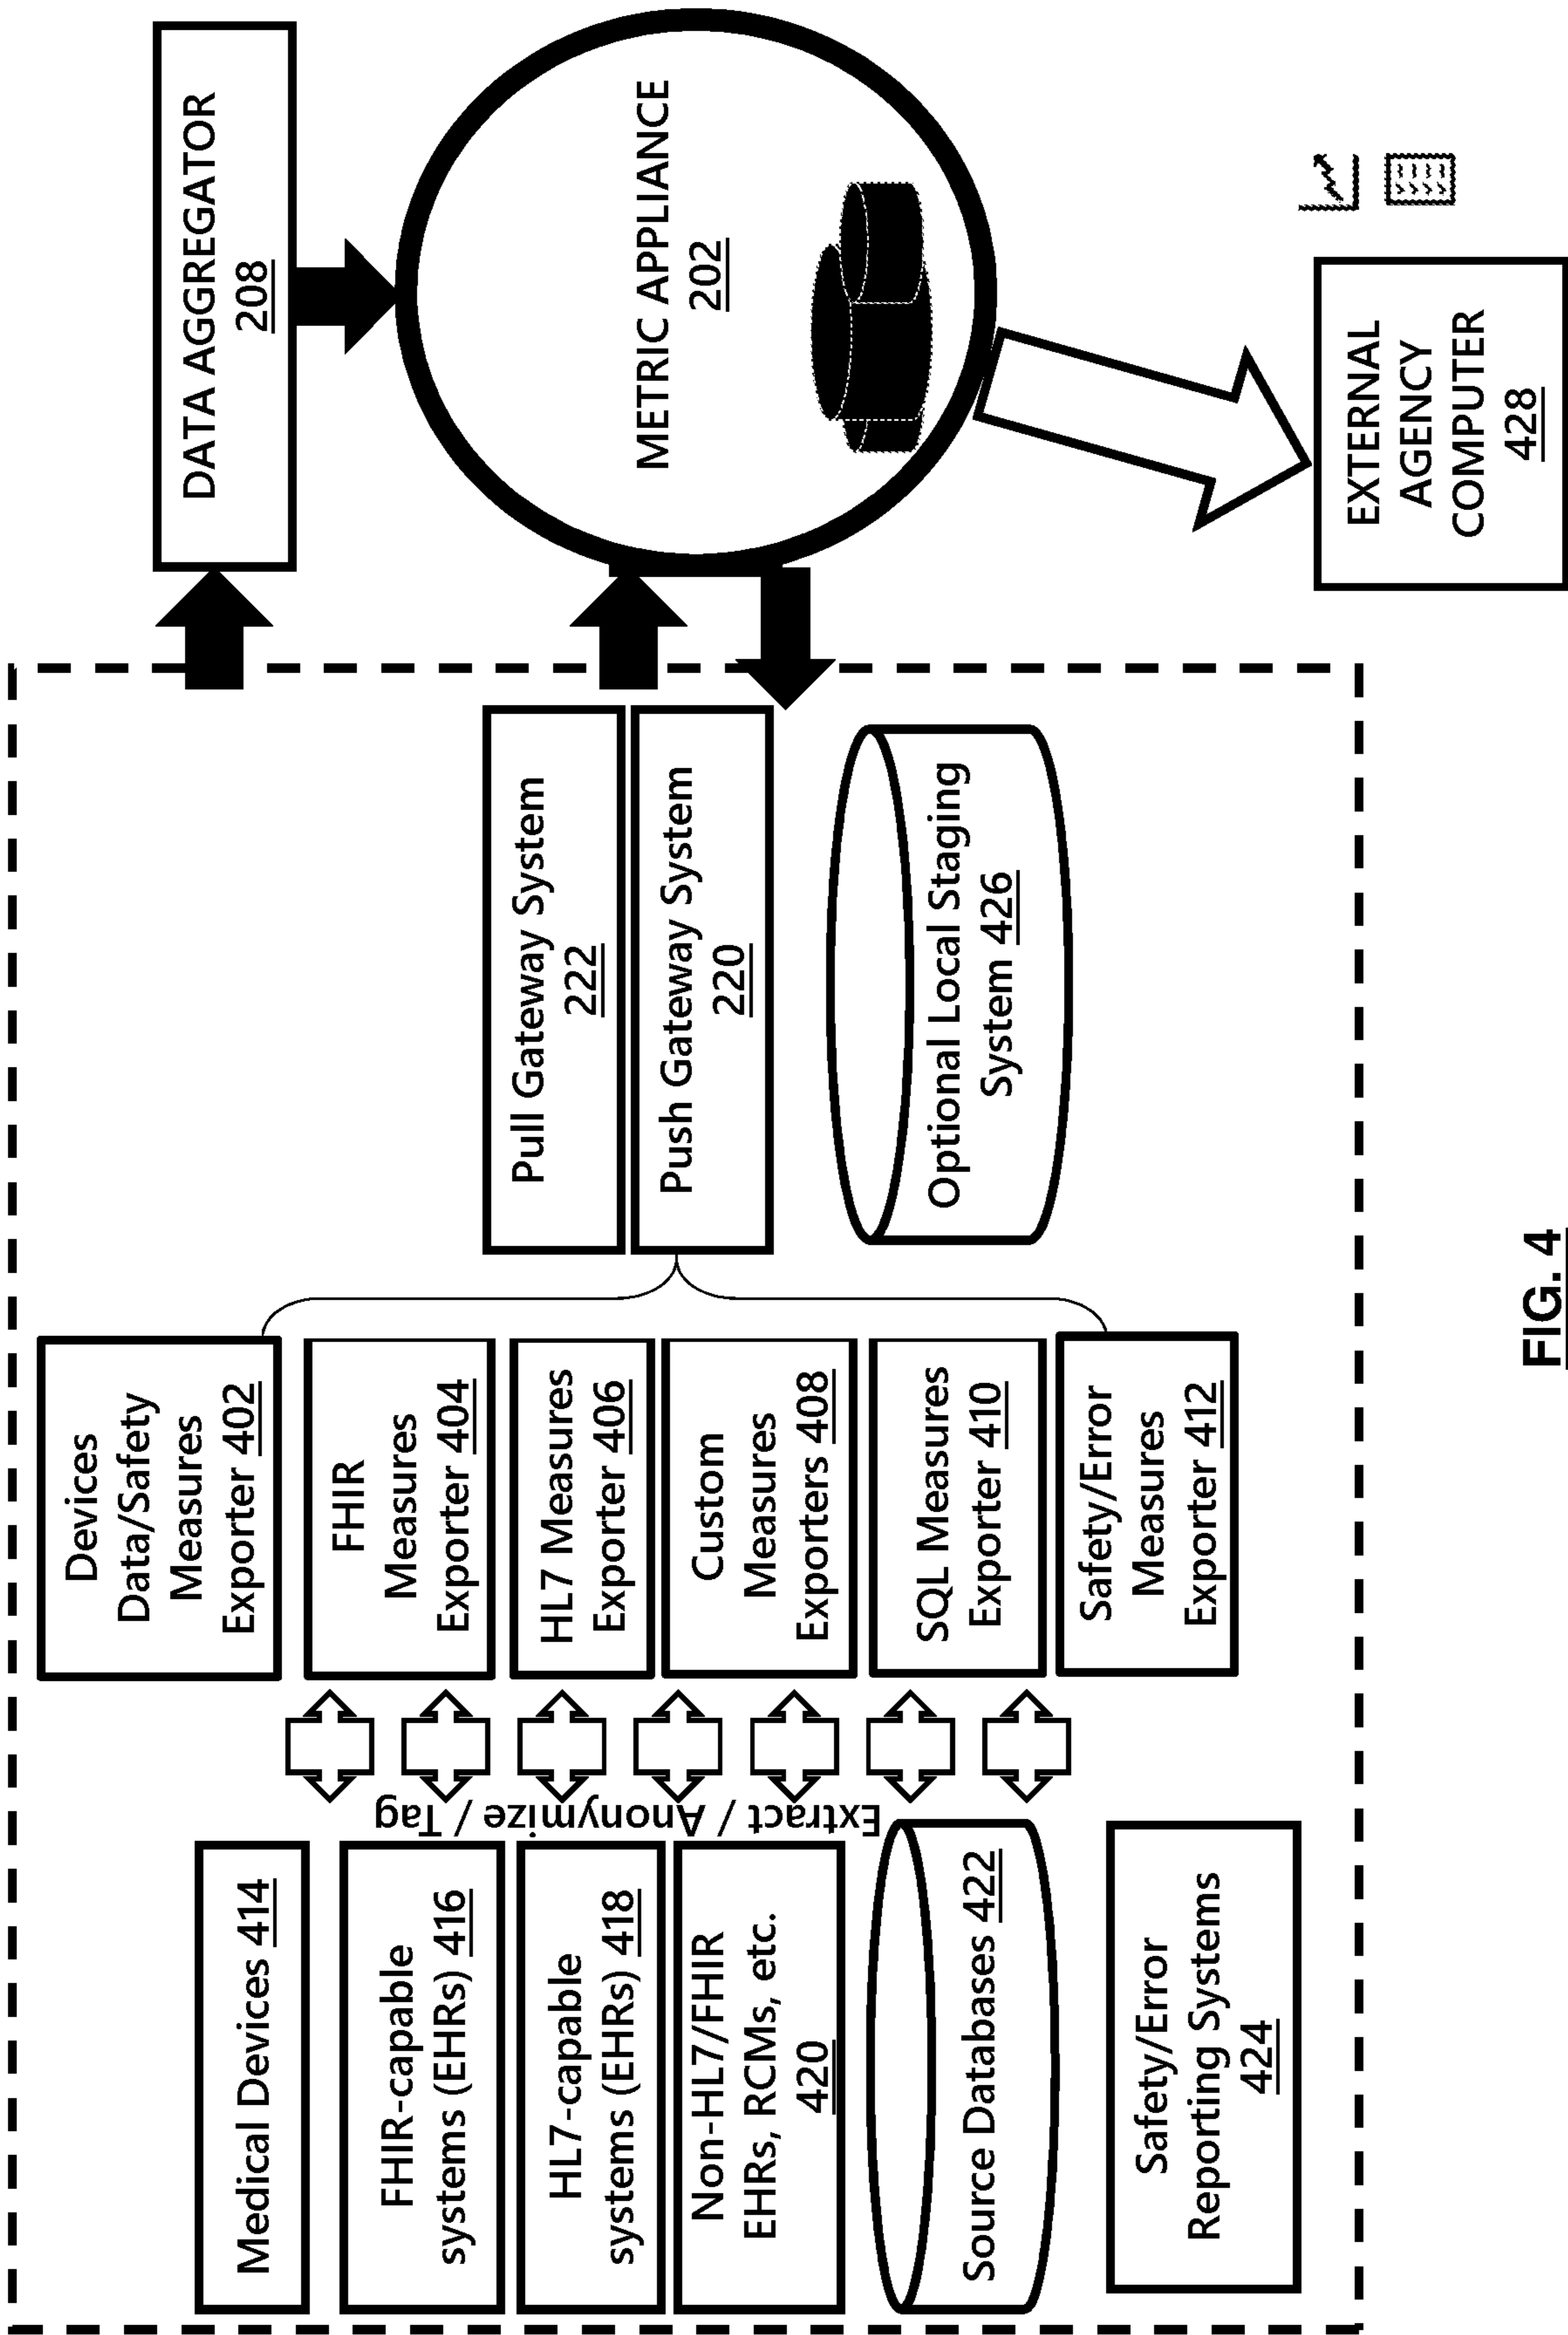 Medical Devices 414
FHIR-capable
systems (EHRs) 416
HL7-capable
systems (EHRs) 418
Non-HL7/FHIR
EHRs, RCMs, etc.
420
Source Databases 422
Safety/Error
Reporting Systems
424
Extract / Anonymize / Tag
Devices
Data/Safety
Measures
Exporter 402
FHIR
Measures
Exporter 404
HL7 Measures
Exporter 406
Custom
Measures
Exporters 408
SQL Measures
Exporter 410
Safety/Error
Measures
Exporter 412
Pull Gateway System
222
Push Gateway System
220
Optional Local Staging
System 426
DATA AGGREGATOR
208
METRIC APPLIANCE
202
EXTERNAL
AGENCY
COMPUTER
428
FIG. 4